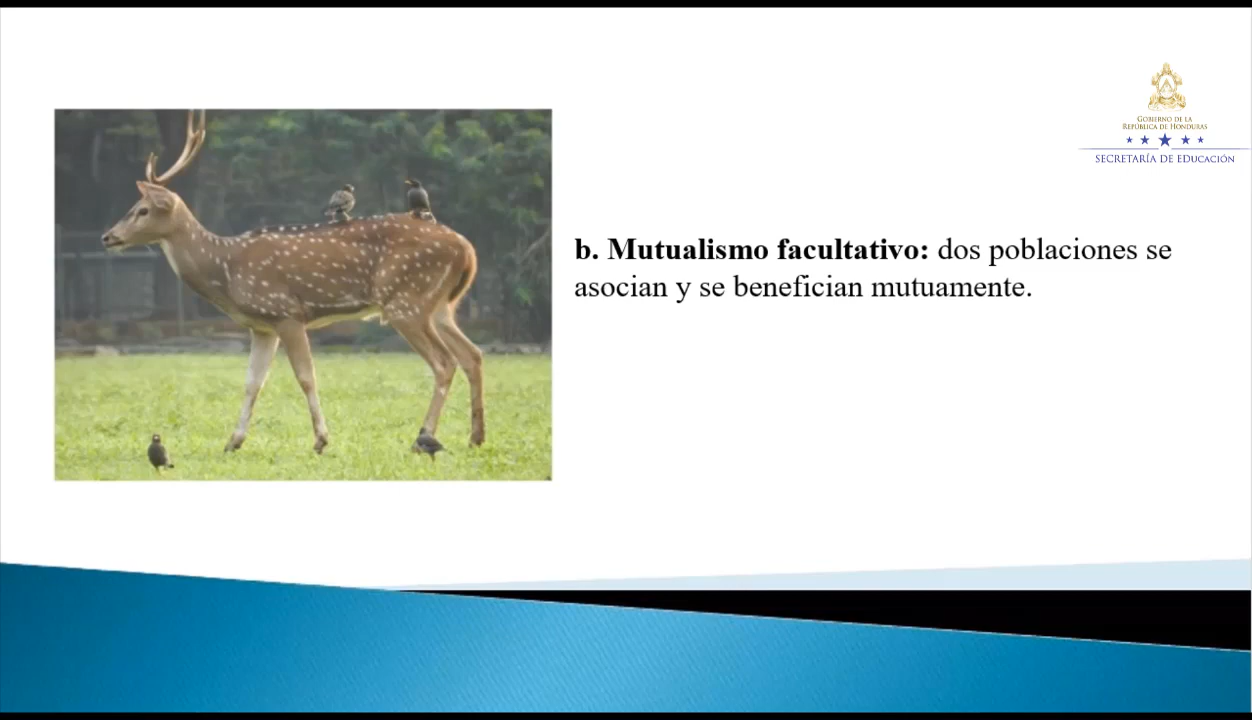 GOBIERNO DE LA
REPÚBLICA DE HONDURAS
SECRETARÍA DE EDUCACIÓN
b. Mutualismo facultativo: dos poblaciones se
asocian y se benefician mutuamente.